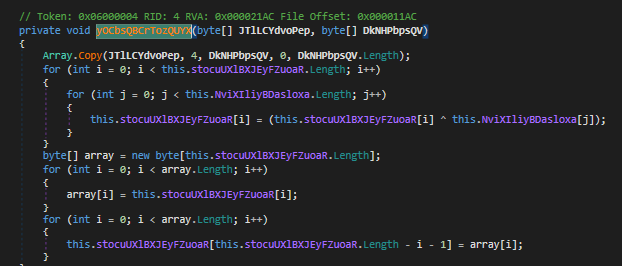 // Token: 0x06000004 RID: 4 RVA: 0x000021AC File Offset: 0x000011AC
private void yOCbsQBCrTozQUYX(byte[] JTlLCYdvoPep, byte[] DkNHPbpsQV)
{
Array.Copy(JTlLCYdvoPep, 4, DkNHPbpsQV, 0, DkNHPbpsQV.Length);
for (int i = 0; i < this.stocuUXlBXJEyFZuoaR.Length; i++)
{
for (int j = 0; j < this.NviXIliyBDasloxa.Length; j++)
{
this.stocuUXlBXJEyFZuoaR[i] = (this.stocuUXlBXJEyFZuoaR[i] ^ this.NviXIliyBDasloxa[j]);
}
}
byte[] array = new byte[this.stocuUXlBXJEyFZuoaR.Length];
for (int i = 0; i < array.Length; i++)
{
array[i] = this.stocuUXlBXJEyFZuoaR[i];
}
for (int i = 0; i < array.Length; i++)
{
this.stocuUXlBXJEyFZuoaR[this.stocuUXlBXJEyFZuoaR.Length - i - 1] = array[i];
}